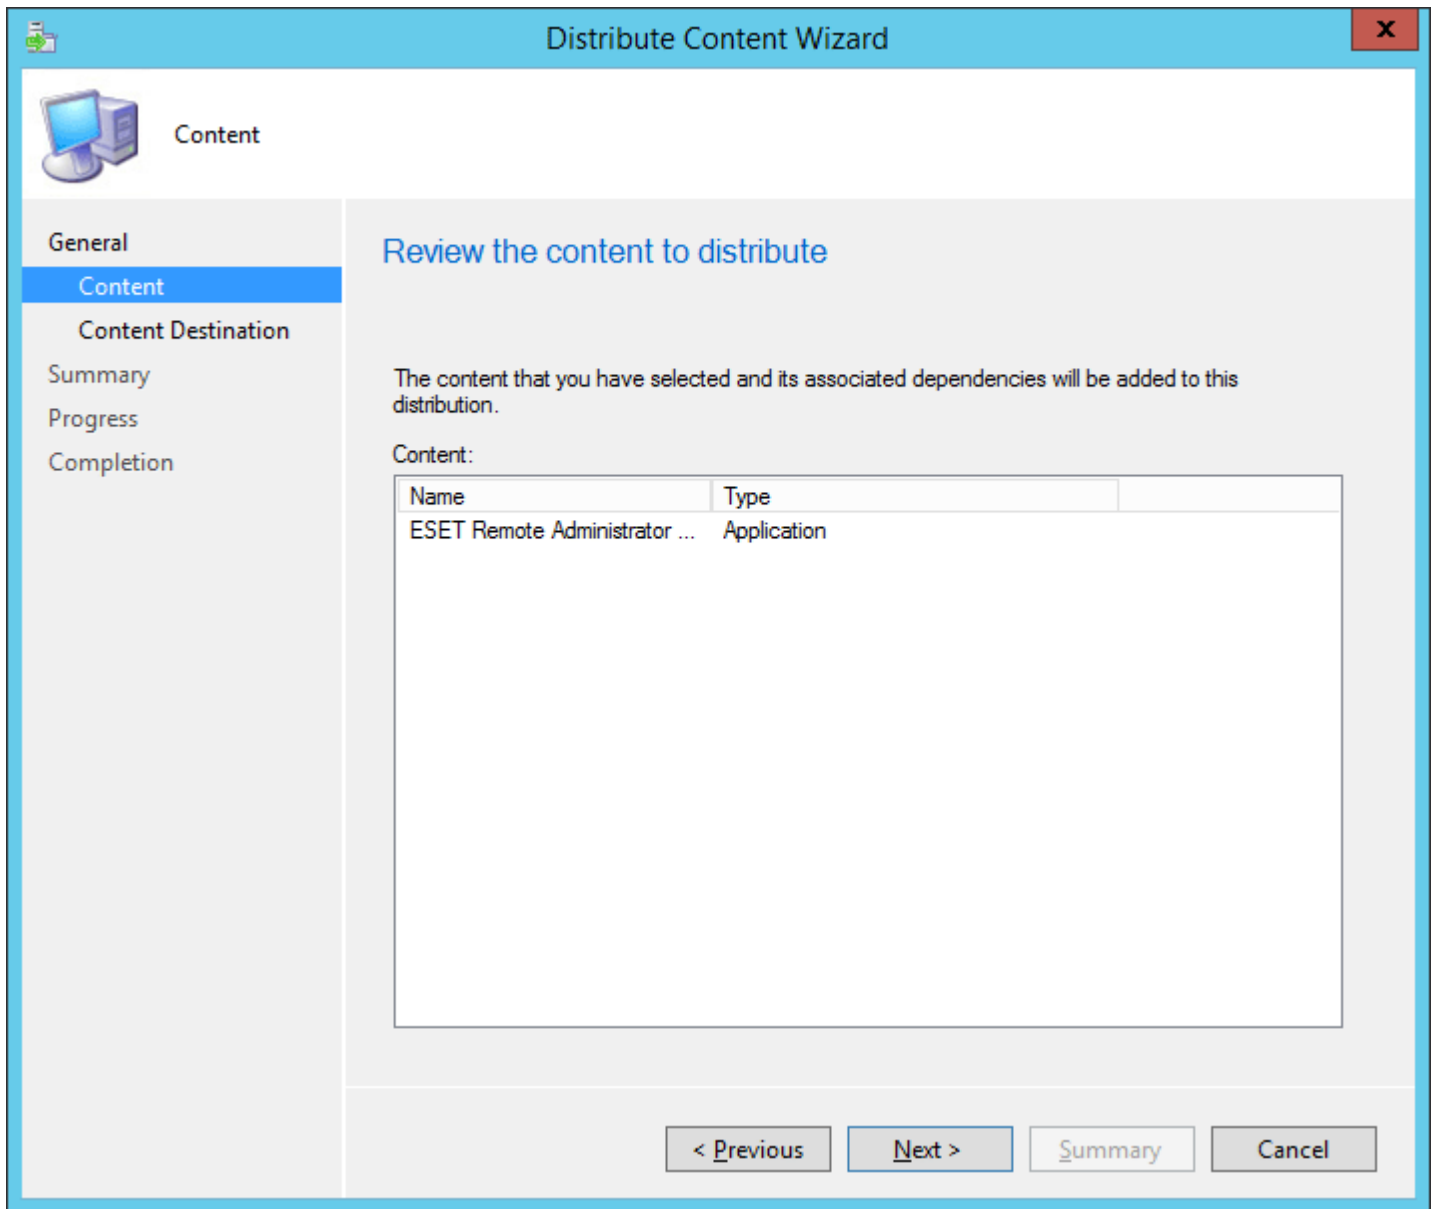 Distribute Content Wizard
x
Content
General
Content
Content Destination
Summary
Progress
Completion
Review the content to distribute
The content that you have selected and its associated dependencies will be added to this
distribution.
Content:
Name Type
ESET Remote Administrator ... Application
< Previous Next > Summary Cancel